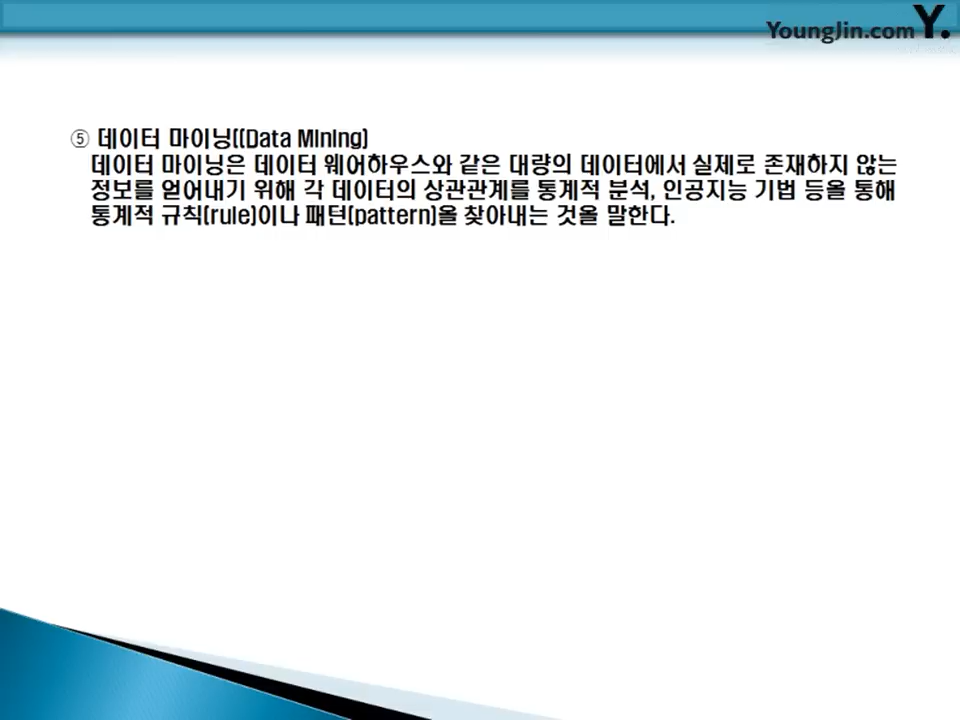 YoungJin.com Y.
⑤ 데이터 마이닝((Data Mining)
데이터 마이닝은 데이터 웨어하우스와 같은 대량의 데이터에서 실제로 존재하지 않는
정보를 얻어내기 위해 각 데이터의 상관관계를 통계적 분석, 인공지능 기법 등을 통해
통계적 규칙(rule)이나 패턴(pattern)을 찾아내는 것을 말한다.